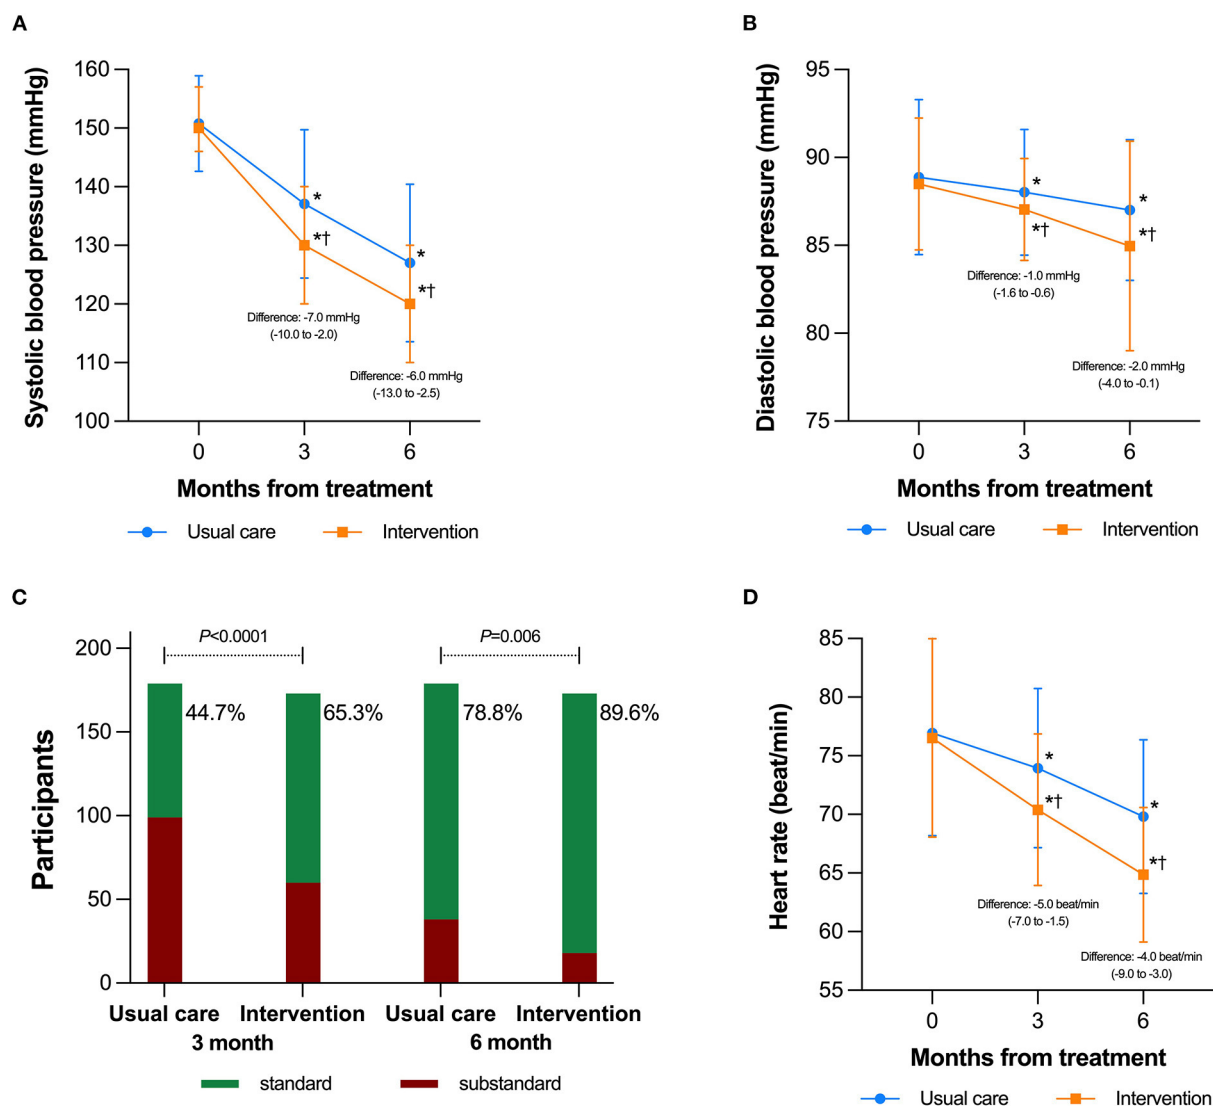 A
Systolic blood pressure (mmHg)
160
150
140
130
120
110
100
*
*†
*
*†
Difference: -7.0 mmHg
(-10.0 to -2.0)
Difference: -6.0 mmHg
(-13.0 to -2.5)
0 3 6
Months from treatment
Usual care Intervention
B
Diastolic blood pressure (mmHg)
95
90
85
80
75
*
*†
*
*†
Difference: -1.0 mmHg
(-1.6 to -0.6)
Difference: -2.0 mmHg
(-4.0 to -0.1)
0 3 6
Months from treatment
Usual care Intervention
C
Participants
200
150
100
50
0
P<0.0001 P=0.006
44.7% 65.3% 78.8% 89.6%
Usual care Intervention Usual care Intervention
3 month 6 month
standard substandard
D
Heart rate (beat/min)
85
80
75
70
65
60
55
*
*†
*
*†
Difference: -5.0 beat/min
(-7.0 to -1.5)
Difference: -4.0 beat/min
(-9.0 to -3.0)
0 3 6
Months from treatment
Usual care Intervention